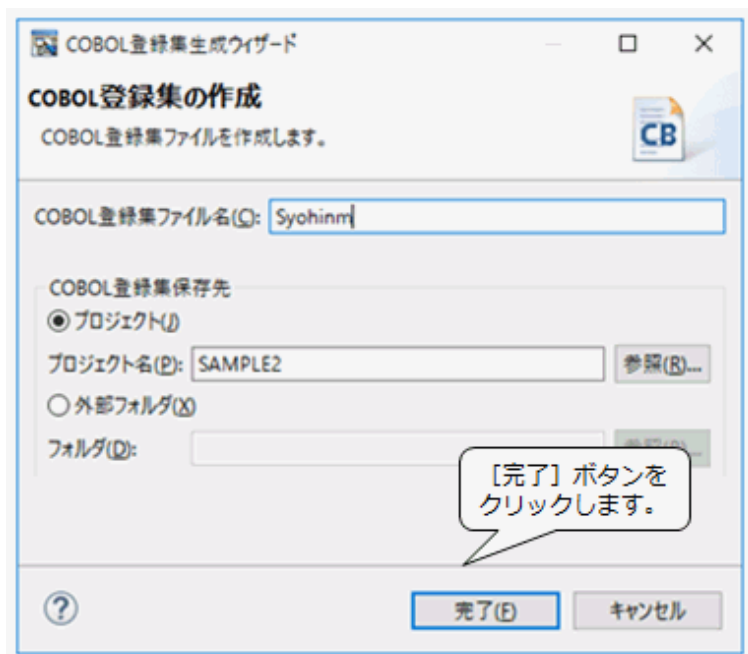 COBOL登録集生成ウィザード
COBOL登録集の作成
COBOL登録集ファイルを作成します。
CB
COBOL登録集ファイル名(C): Syohinm
COBOL登録集保存先
プロジェクト(J)
プロジェクト名(P): SAMPLE2 参照(R)...
外部フォルダ(X)
フォルダ(D):
［完了］ボタンを
クリックします。
完了(F) キャンセル